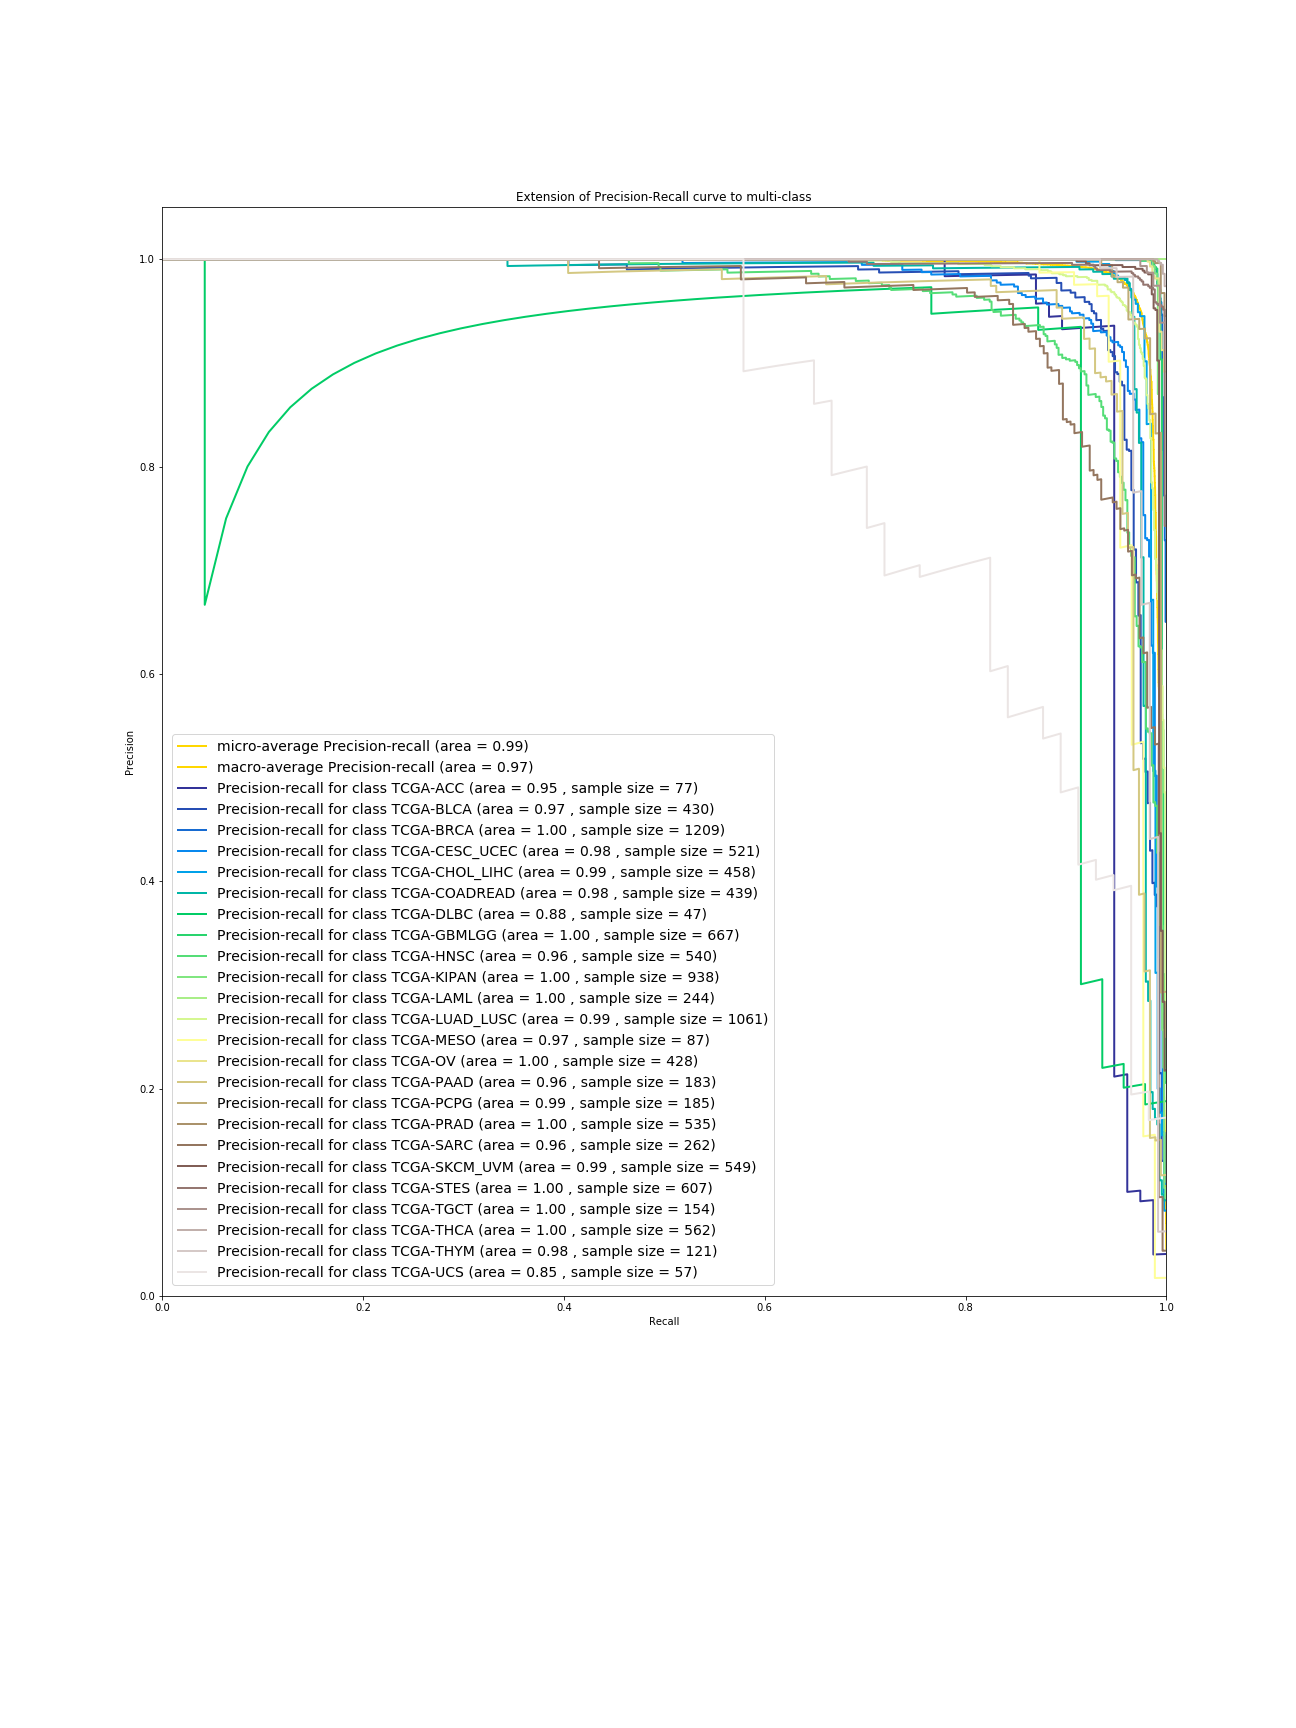 Extension of Precision-Recall curve to multi-class
1.0
0.8
0.6
0.4
0.2
0.0
Precision
micro-average Precision-recall (area = 0.99)
macro-average Precision-recall (area = 0.97)
Precision-recall for class TCGA-ACC (area = 0.95 , sample size = 77)
Precision-recall for class TCGA-BLCA (area = 0.97 , sample size = 430)
Precision-recall for class TCGA-BRCA (area = 1.00 , sample size = 1209)
Precision-recall for class TCGA-CESC_UCEC (area = 0.98 , sample size = 521)
Precision-recall for class TCGA-CHOL_LIHC (area = 0.99 , sample size = 458)
Precision-recall for class TCGA-COADREAD (area = 0.98 , sample size = 439)
Precision-recall for class TCGA-DLBC (area = 0.88 , sample size = 47)
Precision-recall for class TCGA-GBMLGG (area = 1.00 , sample size = 667)
Precision-recall for class TCGA-HNSC (area = 0.96 , sample size = 540)
Precision-recall for class TCGA-KIPAN (area = 1.00 , sample size = 938)
Precision-recall for class TCGA-LAML (area = 1.00 , sample size = 244)
Precision-recall for class TCGA-LUAD_LUSC (area = 0.99 , sample size = 1061)
Precision-recall for class TCGA-MESO (area = 0.97 , sample size = 87)
Precision-recall for class TCGA-OV (area = 1.00 , sample size = 428)
Precision-recall for class TCGA-PAAD (area = 0.96 , sample size = 183)
Precision-recall for class TCGA-PCPG (area = 0.99 , sample size = 185)
Precision-recall for class TCGA-PRAD (area = 1.00 , sample size = 535)
Precision-recall for class TCGA-SARC (area = 0.96 , sample size = 262)
Precision-recall for class TCGA-SKCM_UVM (area = 0.99 , sample size = 549)
Precision-recall for class TCGA-STES (area = 1.00 , sample size = 607)
Precision-recall for class TCGA-TGCT (area = 1.00 , sample size = 154)
Precision-recall for class TCGA-THCA (area = 1.00 , sample size = 562)
Precision-recall for class TCGA-THYM (area = 0.98 , sample size = 121)
Precision-recall for class TCGA-UCS (area = 0.85 , sample size = 57)
0.0 0.2 0.4 0.6 0.8 1.0
Recall